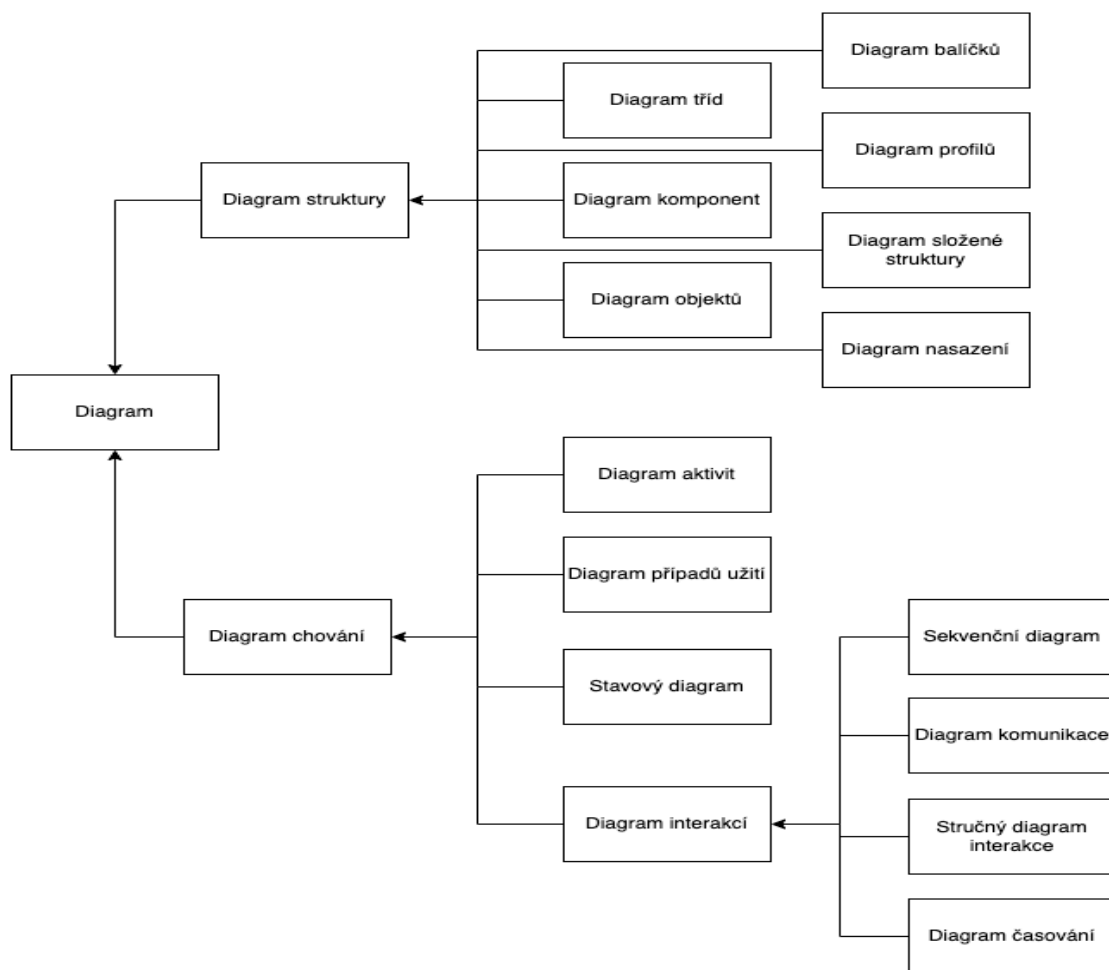 Diagram balíčků
Diagram tříd
Diagram profilů
Diagram struktury
Diagram komponent
Diagram složené
struktury
Diagram objektů
Diagram nasazení
Diagram
Diagram aktivit
Diagram případů užití
Diagram chování
Sekvenční diagram
Stavový diagram
Diagram komunikace
Diagram interakcí
Stručný diagram
interakce
Diagram časování